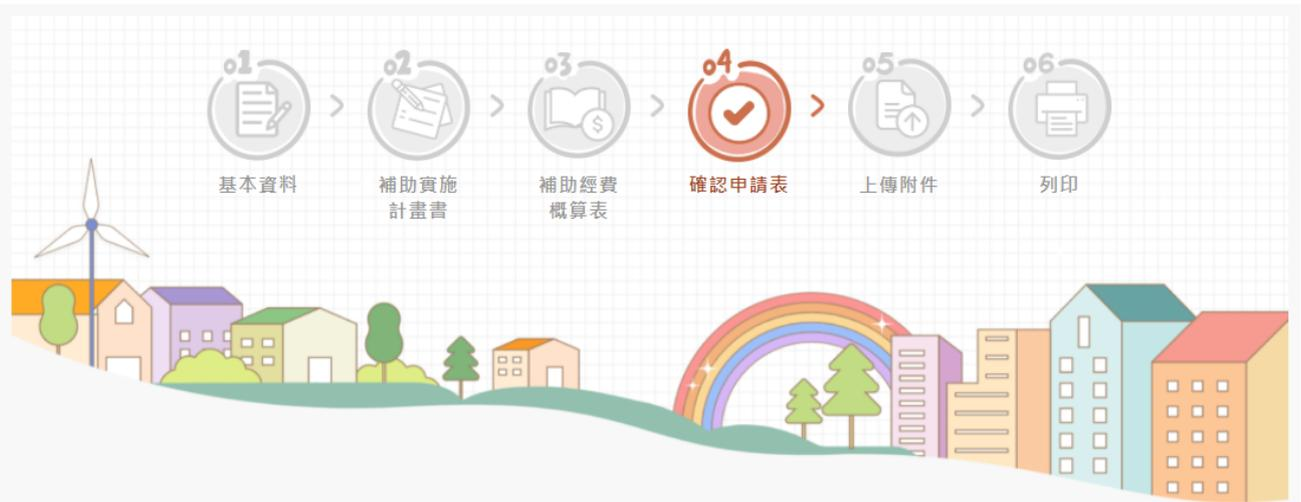 01
02
03
04
05
06
基本資料
補助實施
計畫書
補助經費
概算表
確認申請表
上傳附件
列印